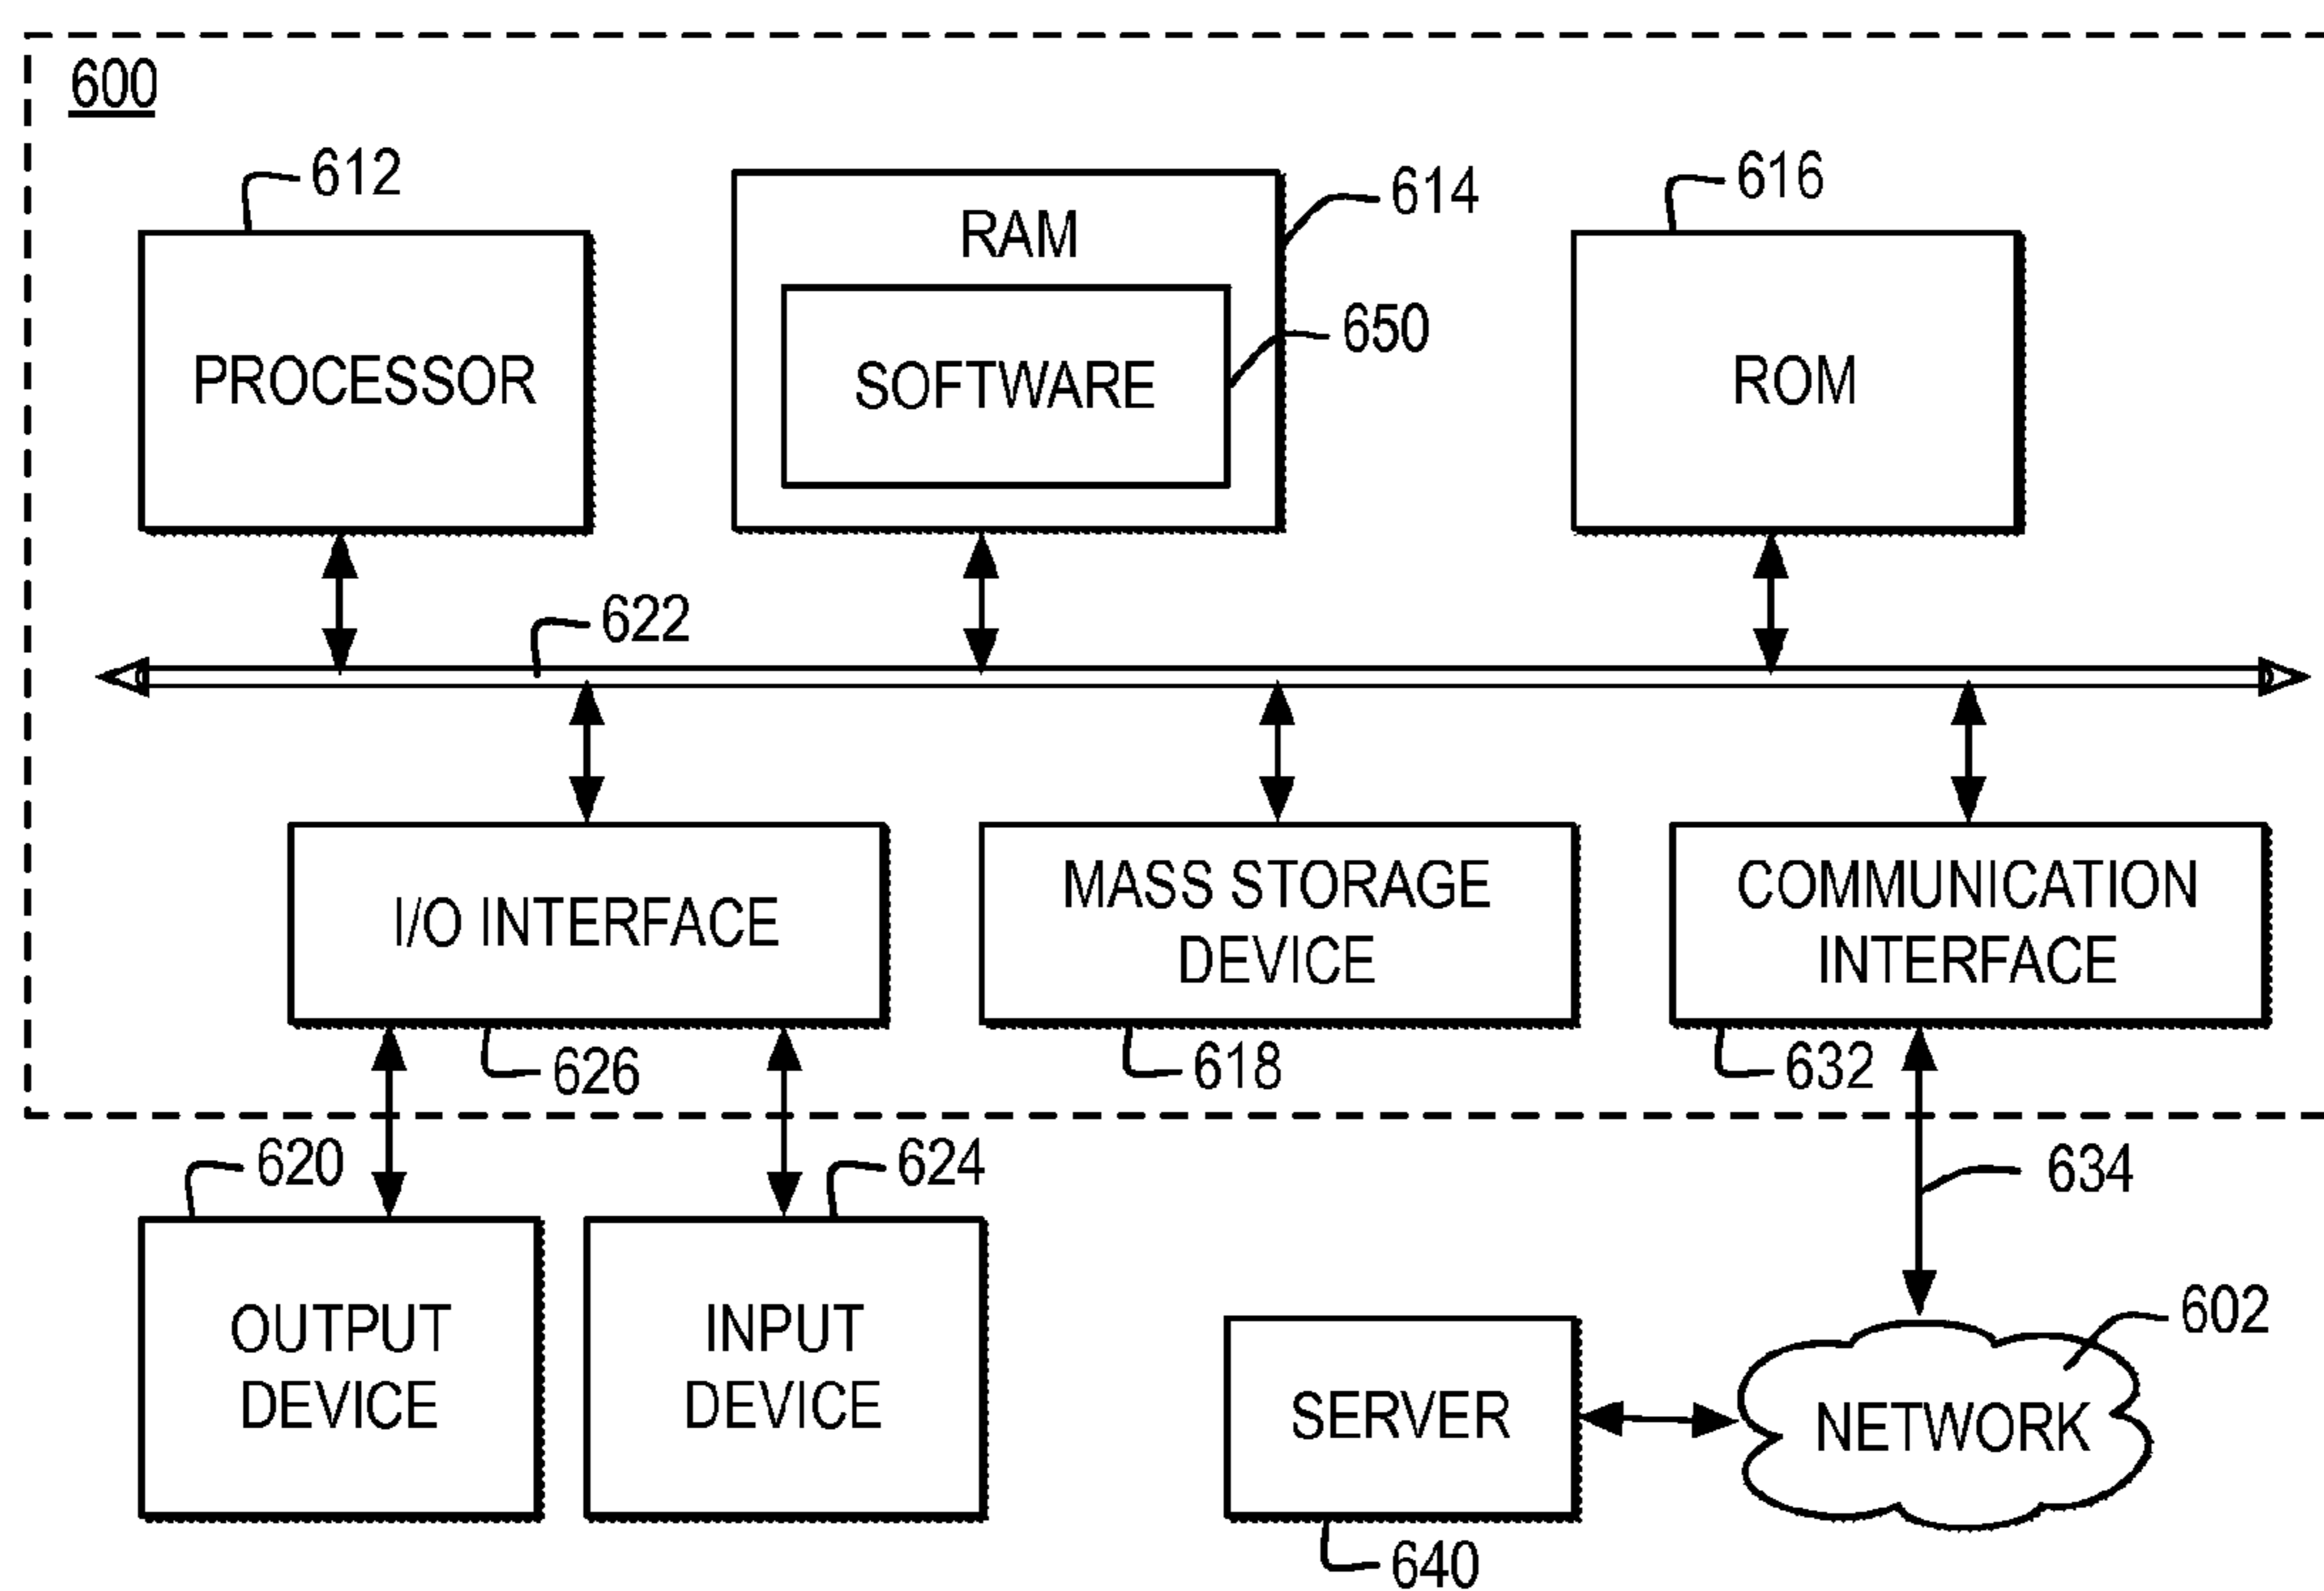 600
612
614
616
RAM
650
PROCESSOR
SOFTWARE
ROM
622
I/O INTERFACE
MASS STORAGE
DEVICE
COMMUNICATION
INTERFACE
626
618
632
620
624
634
OUTPUT
DEVICE
INPUT
DEVICE
602
SERVER
NETWORK
640